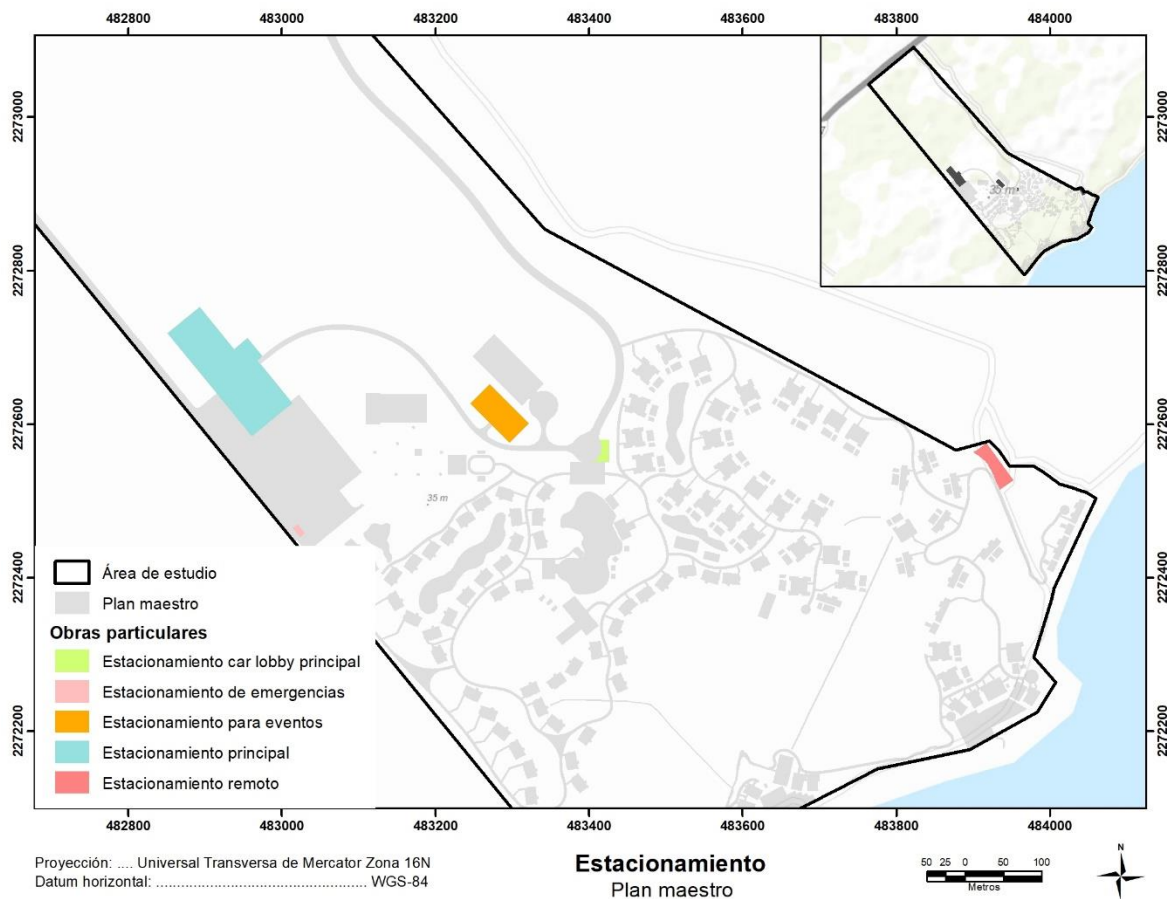 482800 483000 483200 483400 483600 483800 484000
2273000 2273000
2272800 2272800
2272600 2272600
2272400 2272400
2272200 2272200
7
35 m
35 m
Área de estudio
Plan maestro
Obras particulares
Estacionamiento car lobby principal
Estacionamiento de emergencias
Estacionamiento para eventos
Estacionamiento principal
Estacionamiento remoto
482800 483000 483200 483400 483600 483800 484000
Proyección: .... Universal Transversa de Mercator Zona 16N
Datum horizontal: .................................................. WGS-84
Estacionamiento
Plan maestro
50 25 0 50 100
Metros
N